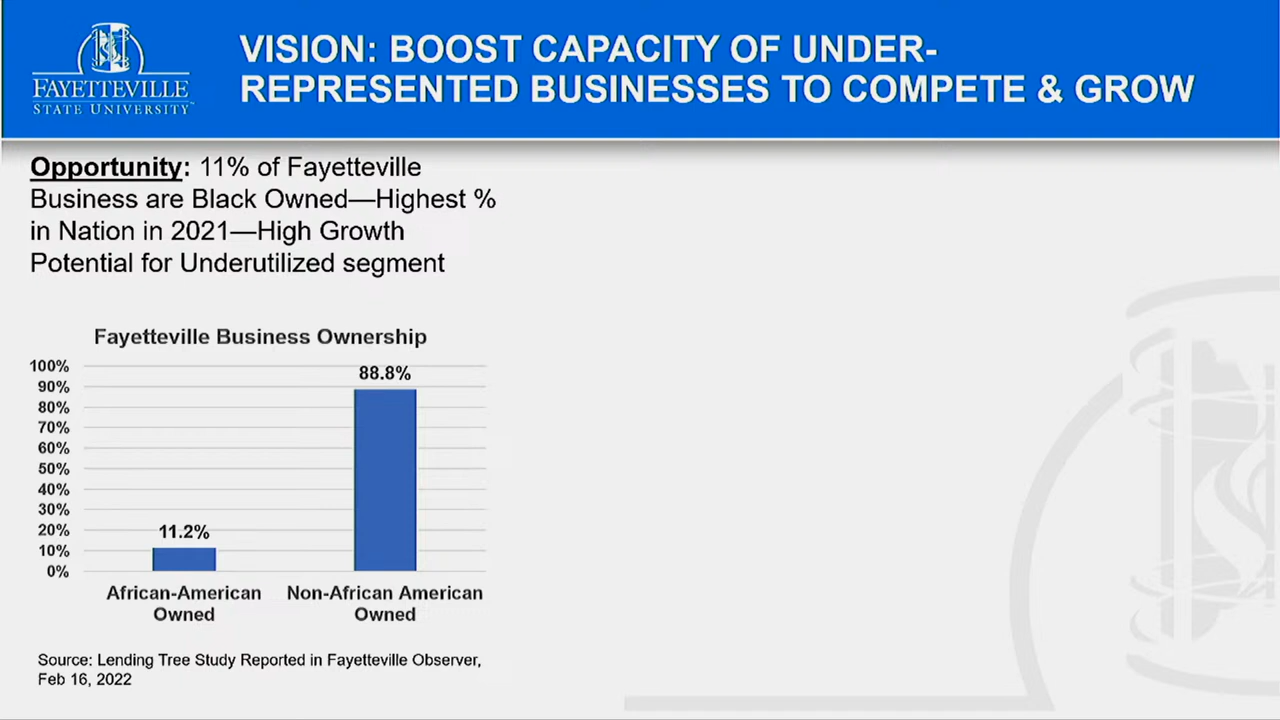 FAYETTEVILLE
STATE UNIVERSITY™
VISION: BOOST CAPACITY OF UNDER-
REPRESENTED BUSINESSES TO COMPETE & GROW
Opportunity: 11% of Fayetteville
Business are Black Owned—Highest %
in Nation in 2021—High Growth
Potential for Underutilized segment
Fayetteville Business Ownership
100%
90%
80%
70%
60%
50%
40%
30%
20%
10%
0%
11.2%
88.8%
African-American
Owned
Non-African American
Owned
Source: Lending Tree Study Reported in Fayetteville Observer,
Feb 16, 2022